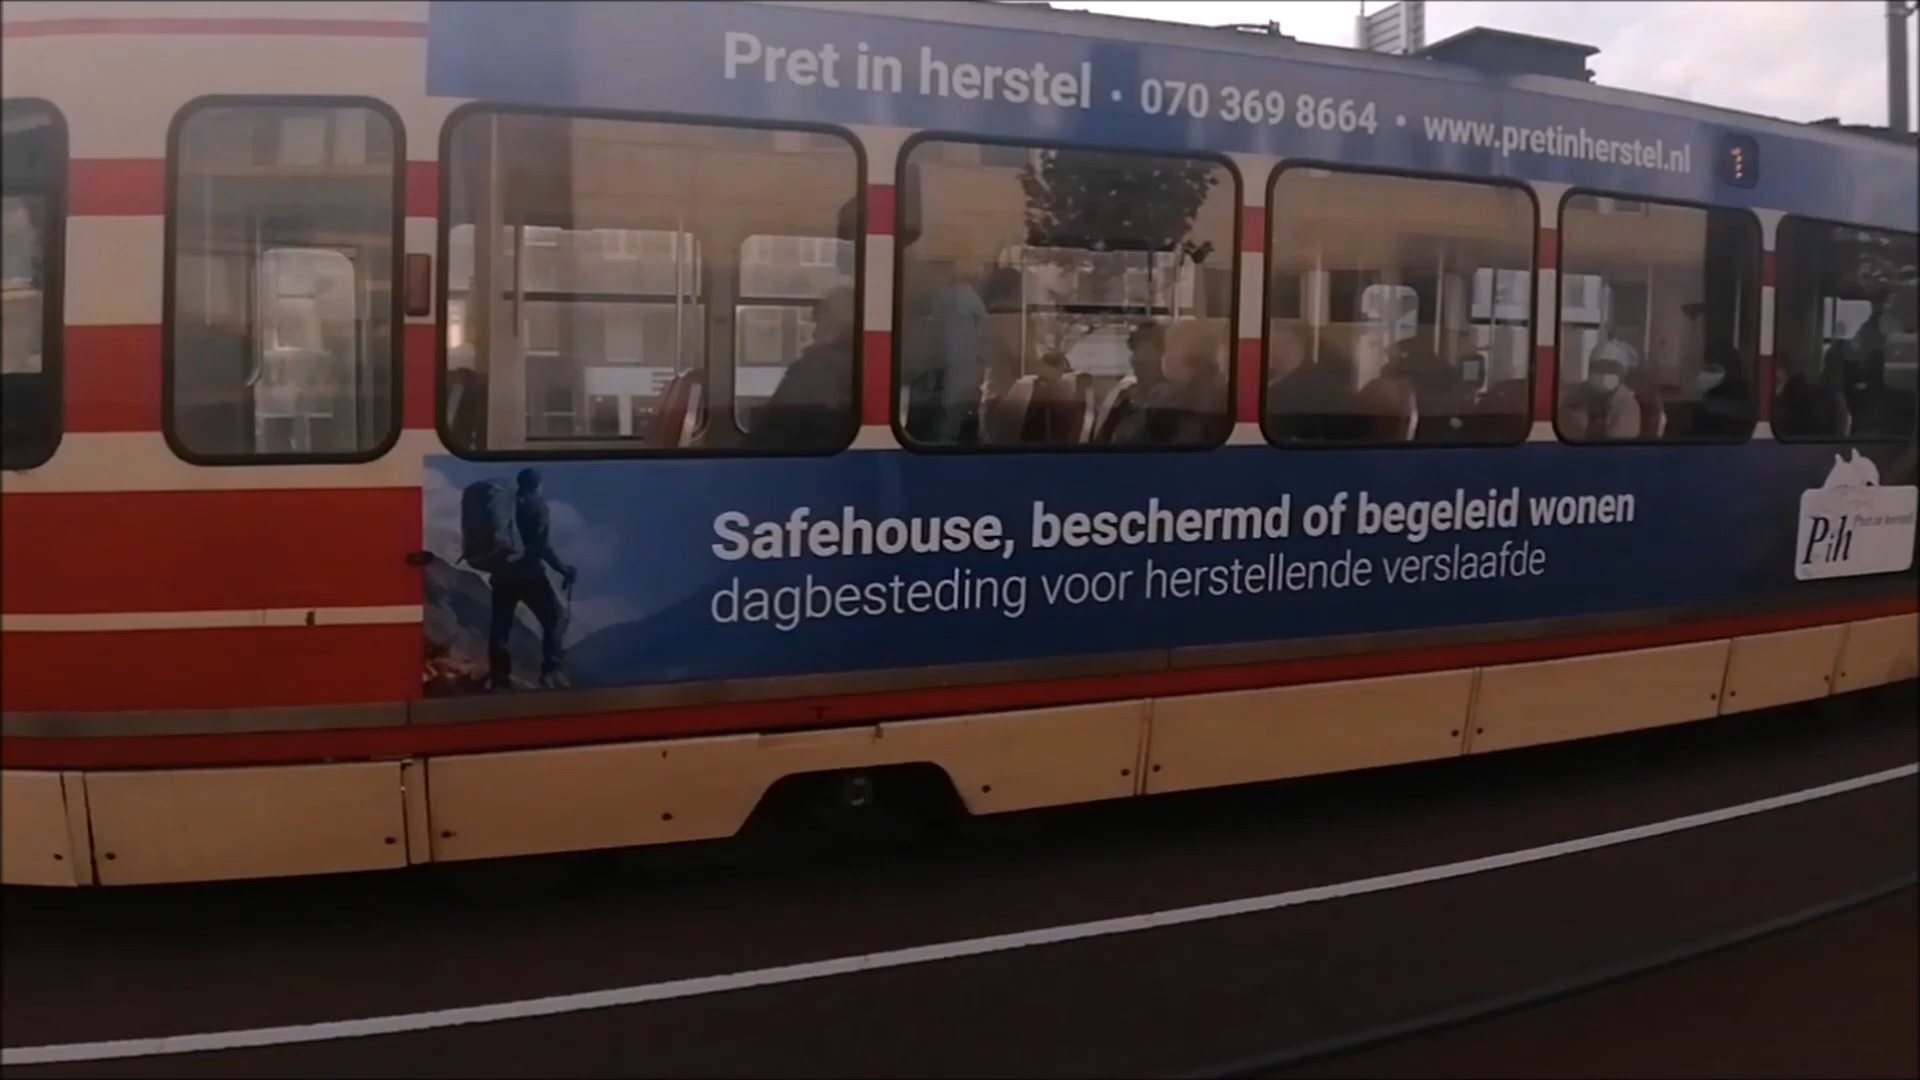 Pret in herstel · 070 369 8664 · www.pretinherstel.nl
Safehouse, beschermd of begeleid wonen
dagbesteding voor herstellende verslaafde
Pih